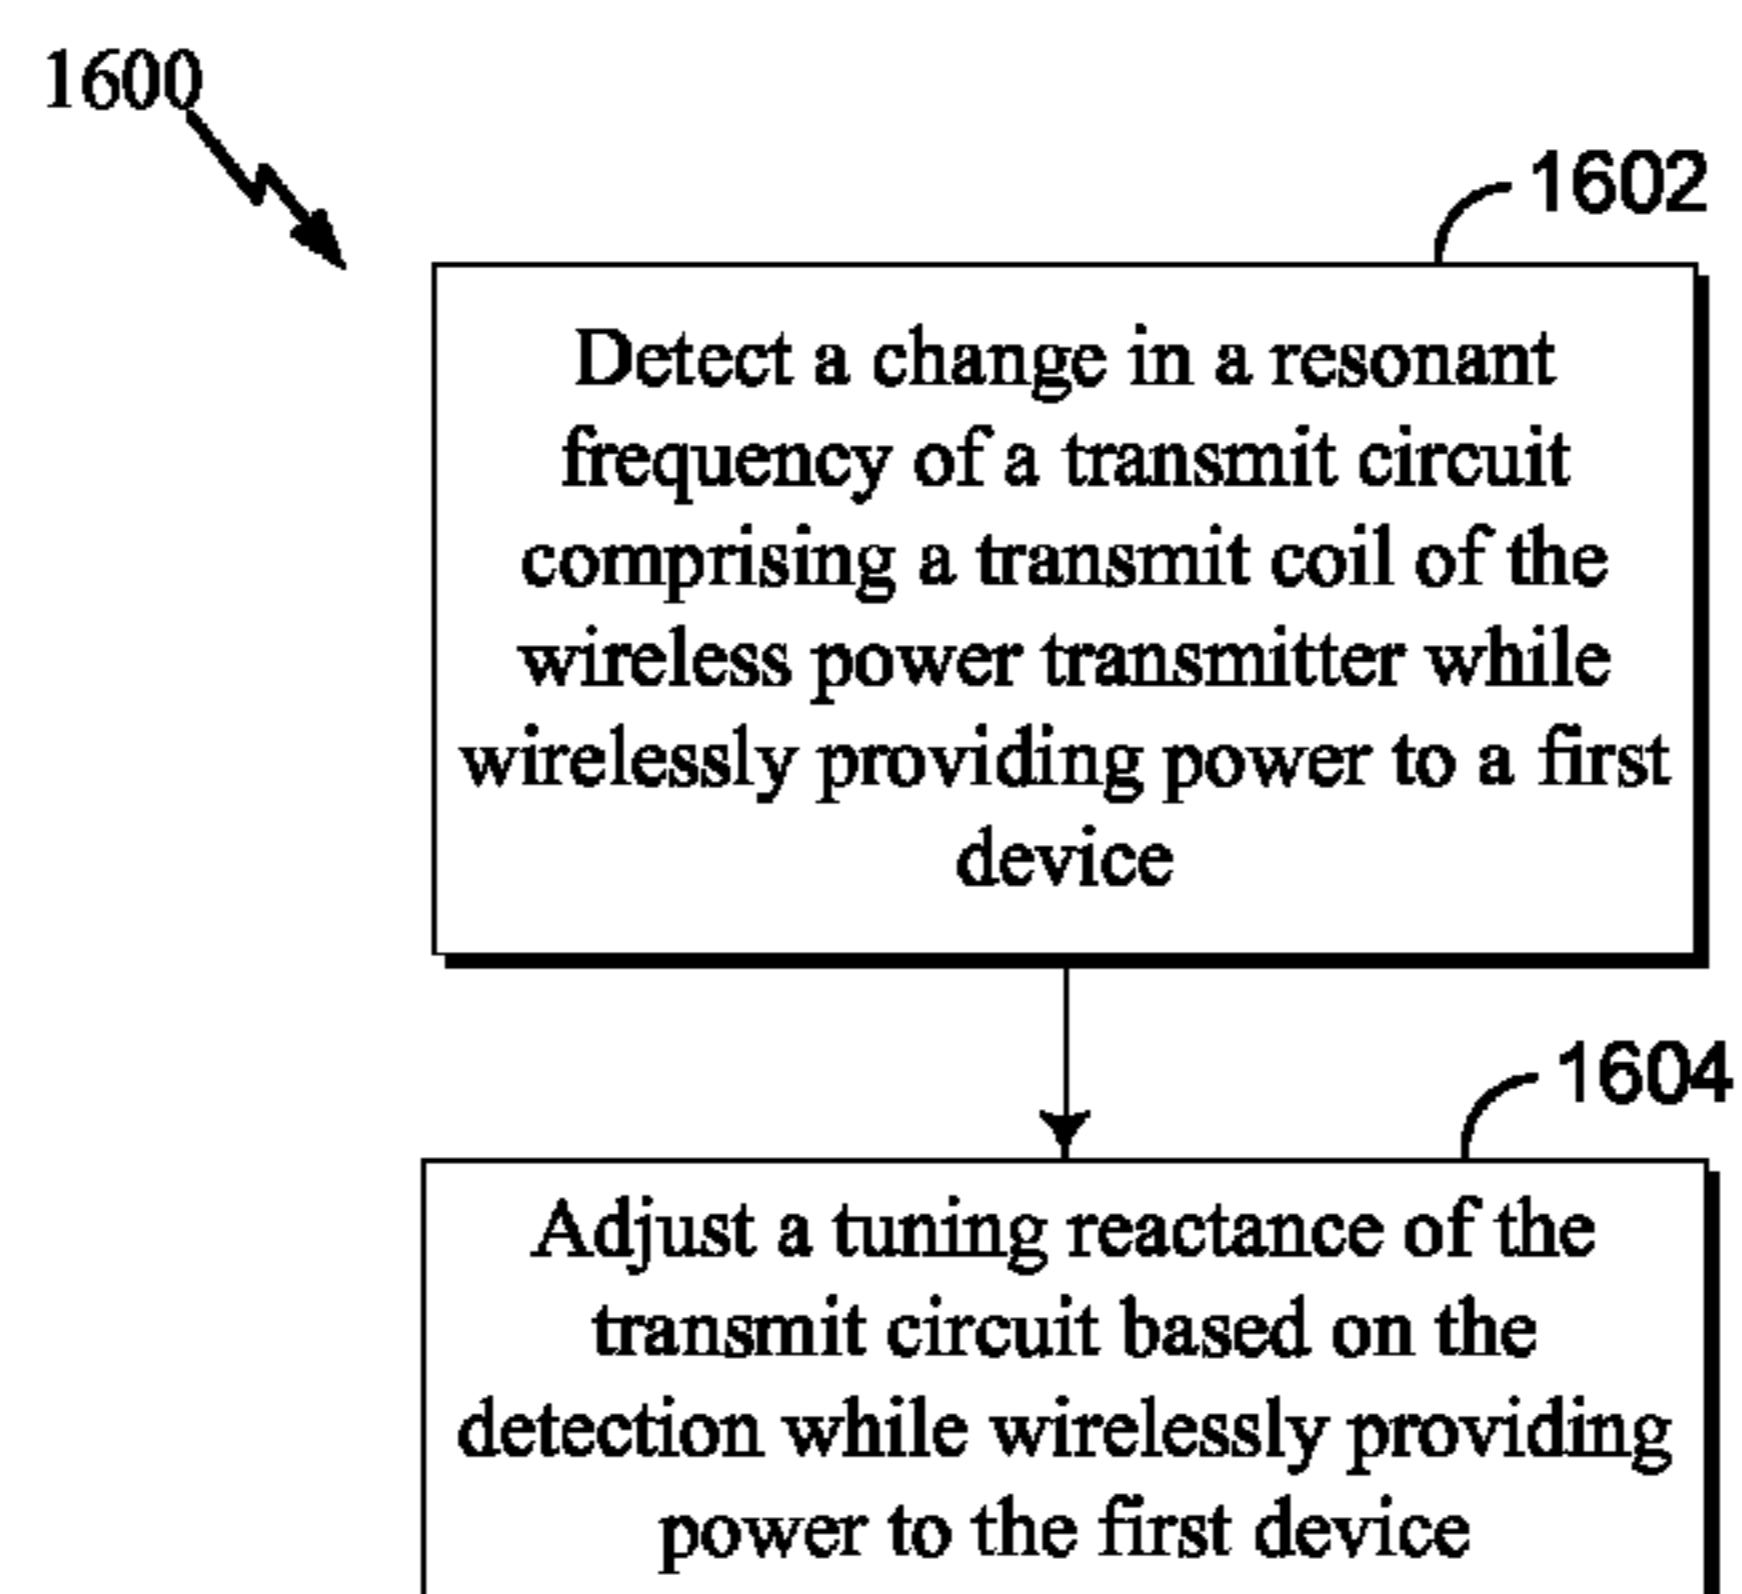 1600
1602
Detect a change in a resonant
frequency of a transmit circuit
comprising a transmit coil of the
wireless power transmitter while
wirelessly providing power to a first
device
1604
Adjust a tuning reactance of the
transmit circuit based on the
detection while wirelessly providing
power to the first device